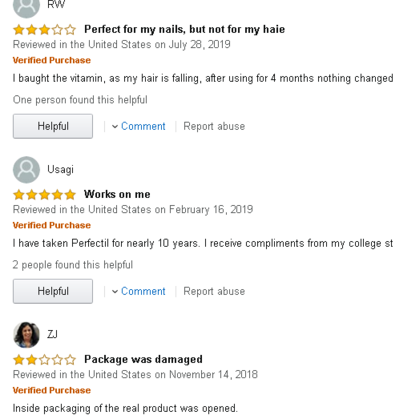 RW
Perfect for my nails, but not for my haie
Reviewed in the United States on July 28, 2019
Verified Purchase
I baught the vitamin, as my hair is falling, after using for 4 months nothing changed
One person found this helpful
Helpful Comment Report abuse
Usagi
Works on me
Reviewed in the United States on February 16, 2019
Verified Purchase
I have taken Perfectil for nearly 10 years. I receive compliments from my college st
2 people found this helpful
Helpful Comment Report abuse
ZJ
Package was damaged
Reviewed in the United States on November 14, 2018
Verified Purchase
Inside packaging of the real product was opened.